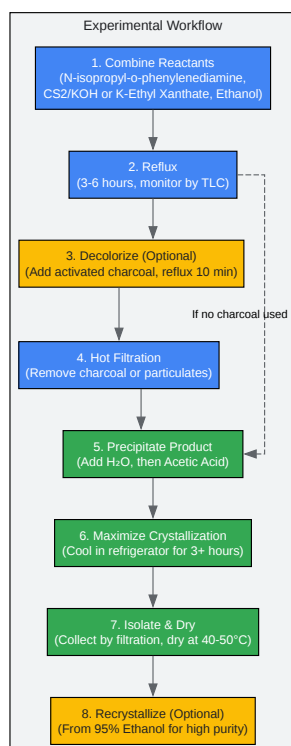 Experimental Workflow
1. Combine Reactants
(N-isopropyl-o-phenylenediamine,
CS2/KOH or K-Ethyl Xanthate, Ethanol)
2. Reflux
(3-6 hours, monitor by TLC)
3. Decolorize (Optional)
(Add activated charcoal, reflux 10 min)
If no charcoal used
4. Hot Filtration
(Remove charcoal or particulates)
5. Precipitate Product
(Add H₂O, then Acetic Acid)
6. Maximize Crystallization
(Cool in refrigerator for 3+ hours)
7. Isolate & Dry
(Collect by filtration, dry at 40-50°C)
8. Recrystallize (Optional)
(From 95% Ethanol for high purity)